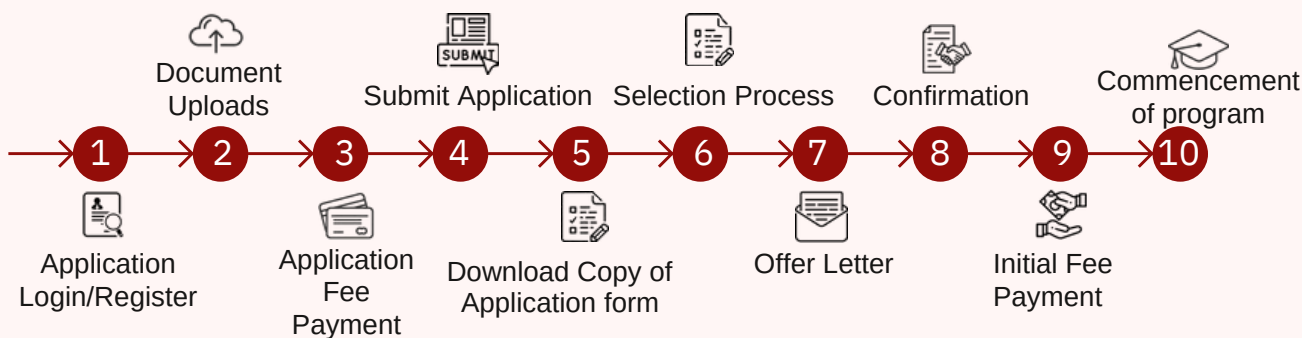 SUBMIT
Document
Uploads
Submit Application
Selection Process
Confirmation
Commencement
of program
1
2
3
4
5
6
7
8
9
10
Application
Login/Register
Application
Fee
Payment
Download Copy of
Application form
Offer Letter
Initial Fee
Payment